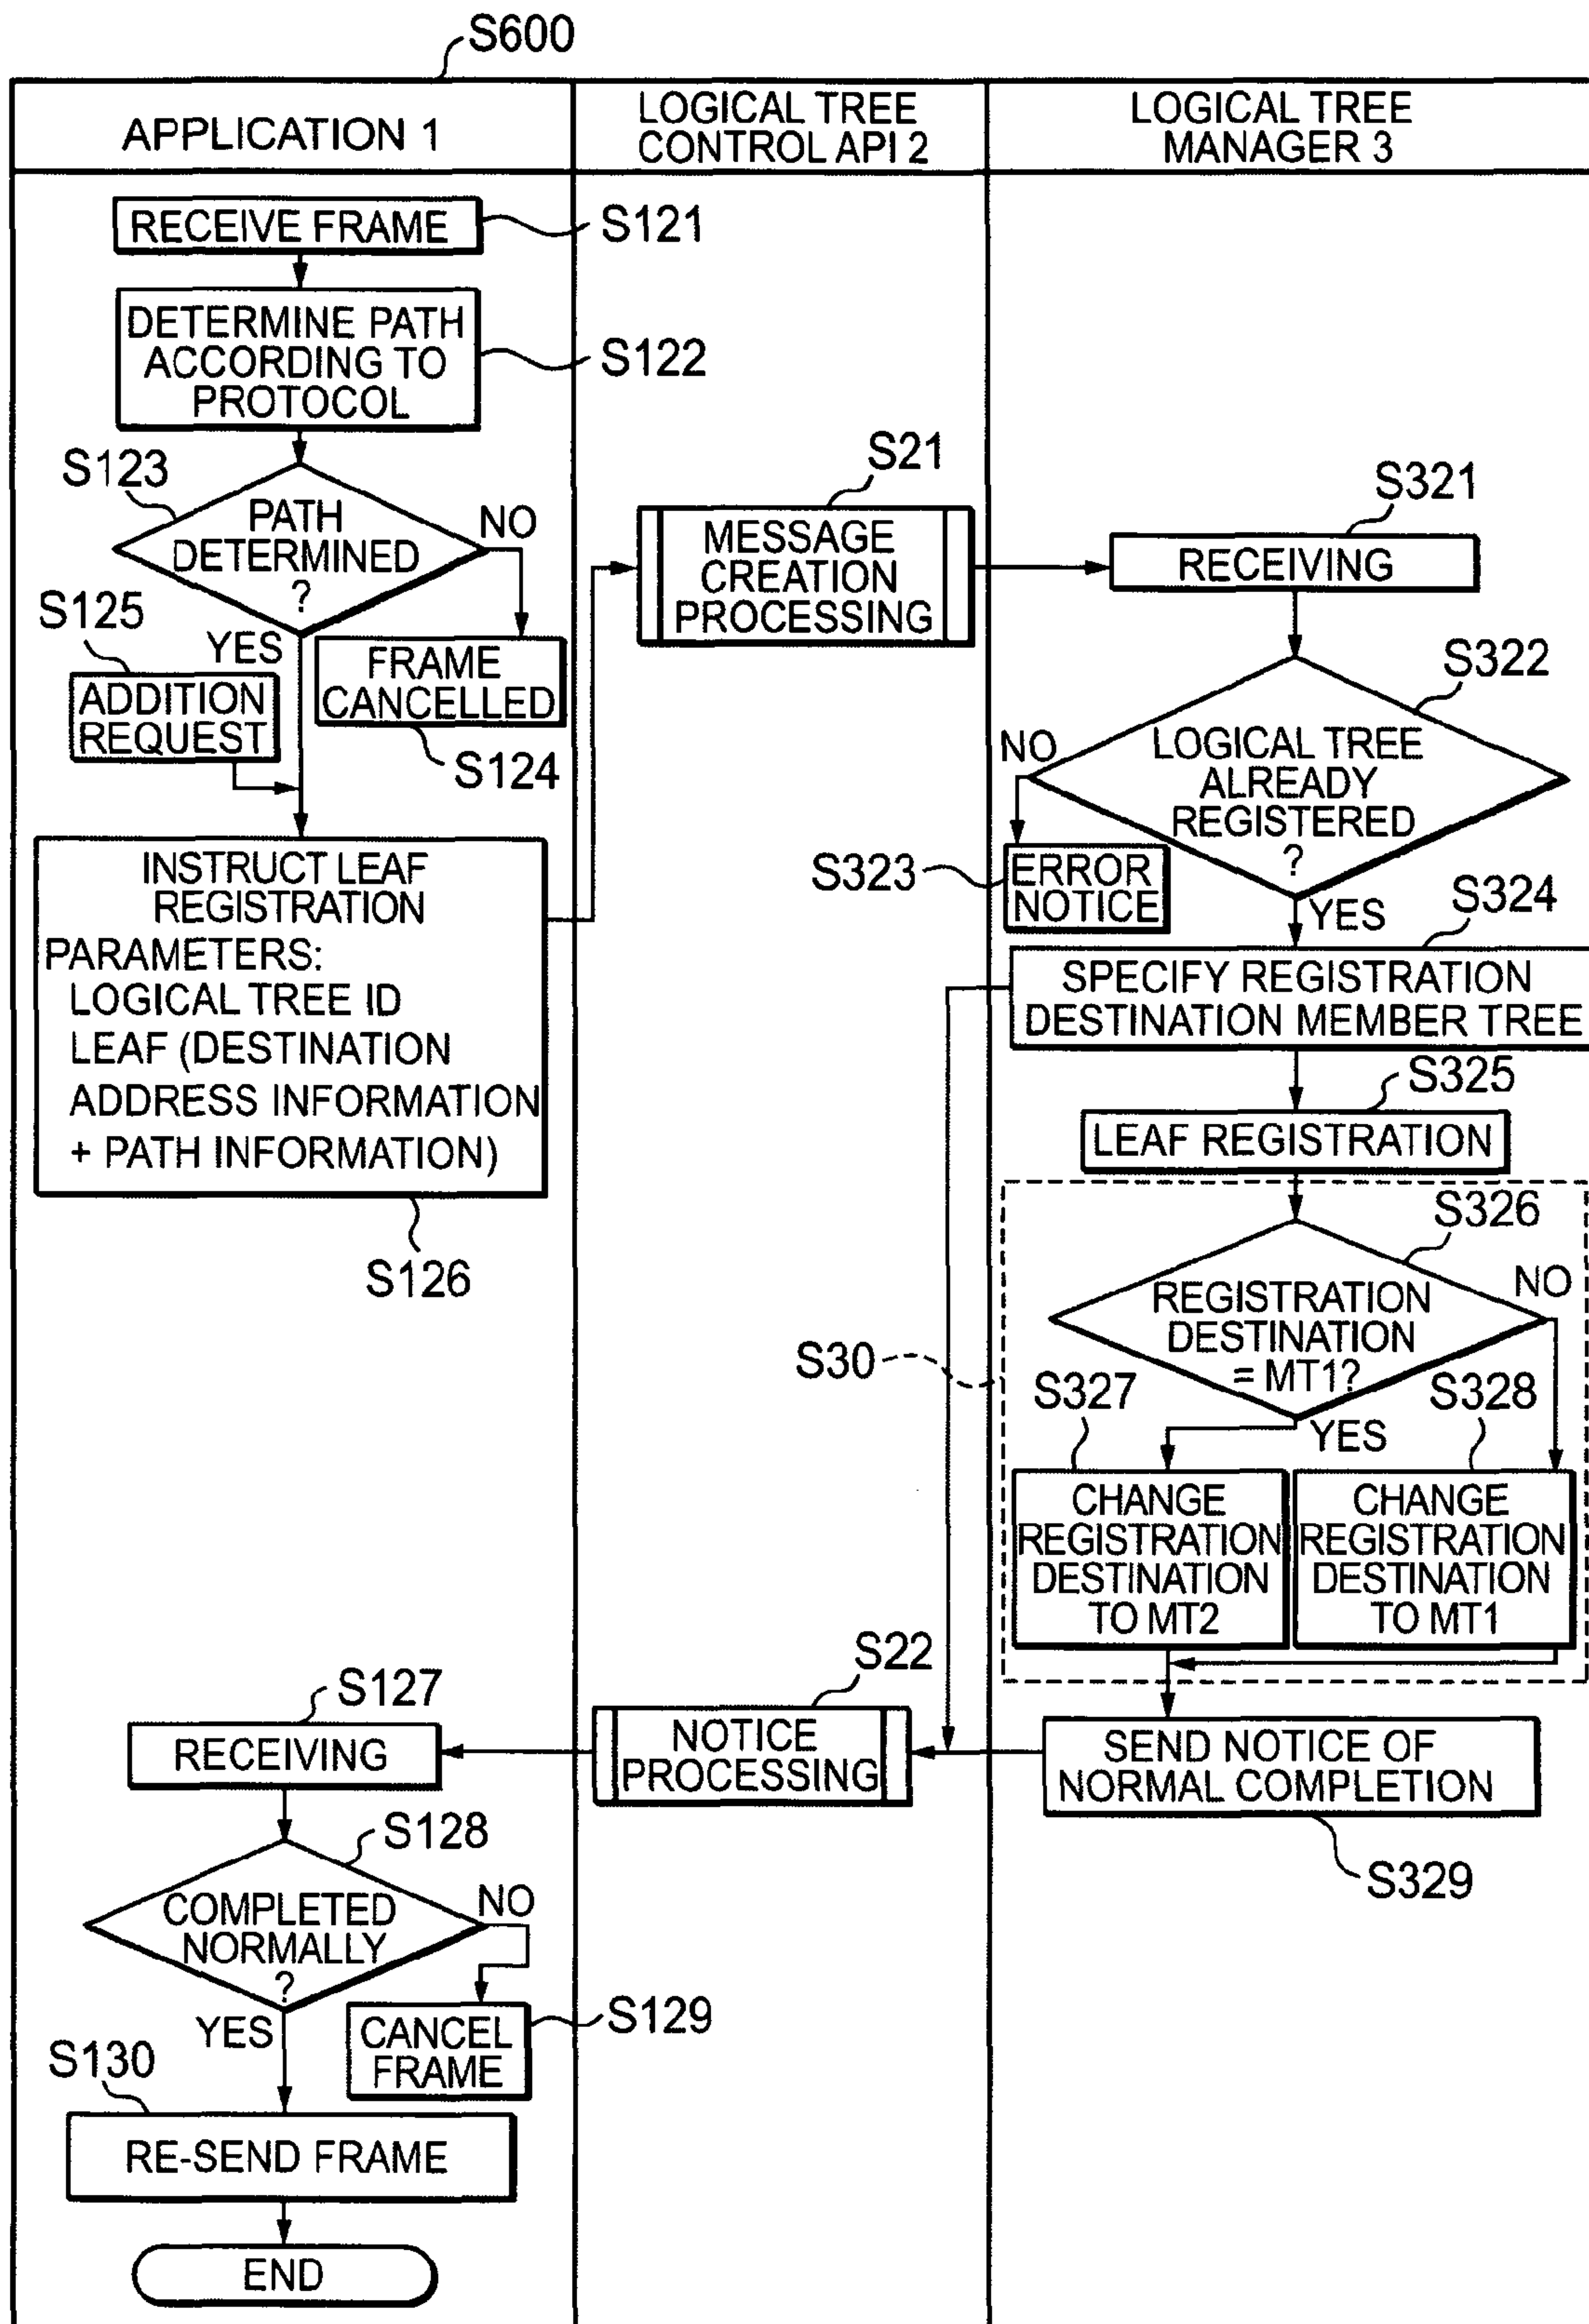 S600
APPLICATION 1
LOGICAL TREE
CONTROL API 2
LOGICAL TREE
MANAGER 3
RECEIVE FRAME
S121
DETERMINE PATH
ACCORDING TO
PROTOCOL
S122
S123
PATH
DETERMINED
?
NO
YES
S125
ADDITION
REQUEST
FRAME
CANCELLED
S124
INSTRUCT LEAF
REGISTRATION
PARAMETERS:
LOGICAL TREE ID
LEAF (DESTINATION
ADDRESS INFORMATION
+ PATH INFORMATION)
S126
S21
MESSAGE
CREATION
PROCESSING
S321
RECEIVING
S322
LOGICAL TREE
ALREADY
REGISTERED
?
NO
YES
S323
ERROR
NOTICE
S324
SPECIFY REGISTRATION
DESTINATION MEMBER TREE
S325
LEAF REGISTRATION
S326
REGISTRATION
DESTINATION
= MT1?
NO
YES
S30
S327
CHANGE
REGISTRATION
DESTINATION
TO MT2
S328
CHANGE
REGISTRATION
DESTINATION
TO MT1
SEND NOTICE OF
NORMAL COMPLETION
S329
S22
NOTICE
PROCESSING
S127
RECEIVING
S128
COMPLETED
NORMALLY
?
NO
YES
CANCEL
FRAME
S129
S130
RE-SEND FRAME
END